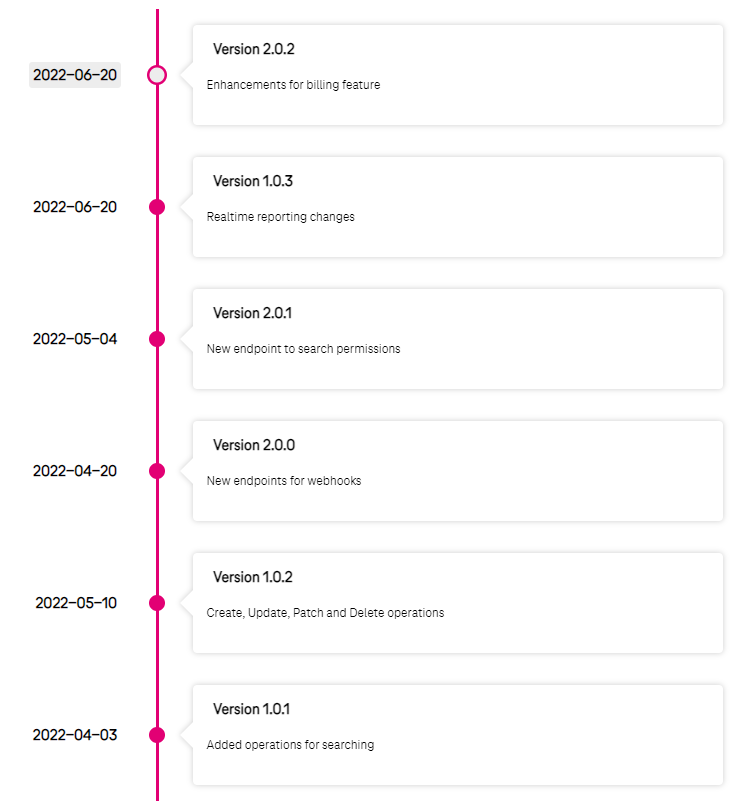 Version 2.0.2
2022-06-20
Enhancements for billing feature
Version 1.0.3
2022-06-20
Realtime reporting changes
Version 2.0.1
2022-05-04
New endpoint to search permissions
Version 2.0.0
2022-04-20
New endpoints for webhooks
Version 1.0.2
2022-05-10
Create, Update, Patch and Delete operations
Version 1.0.1
2022-04-03
Added operations for searching